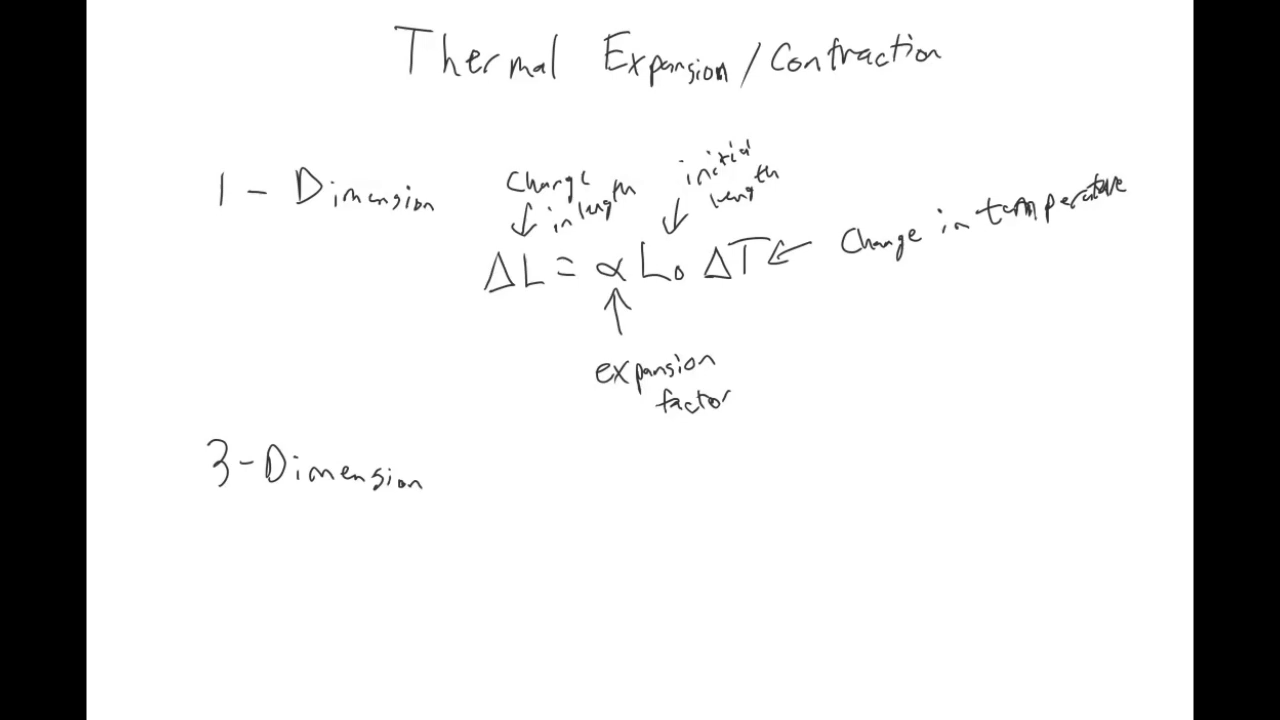 Thermal Expansion / Contraction
1 - Dimension
Change
in length
initial
length
ΔL = α L₀ ΔT
Change in temperature
expansion
factor
3 - Dimension